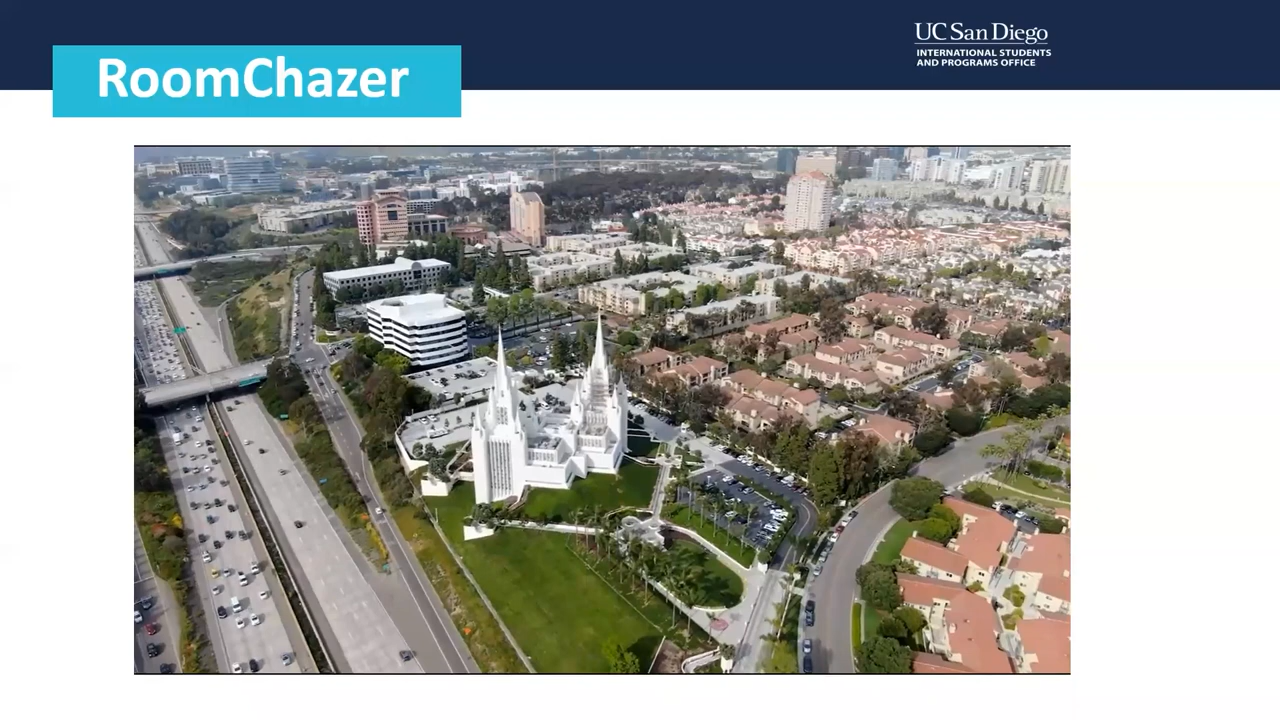 RoomChazer
UC San Diego
INTERNATIONAL STUDENTS
AND PROGRAMS OFFICE